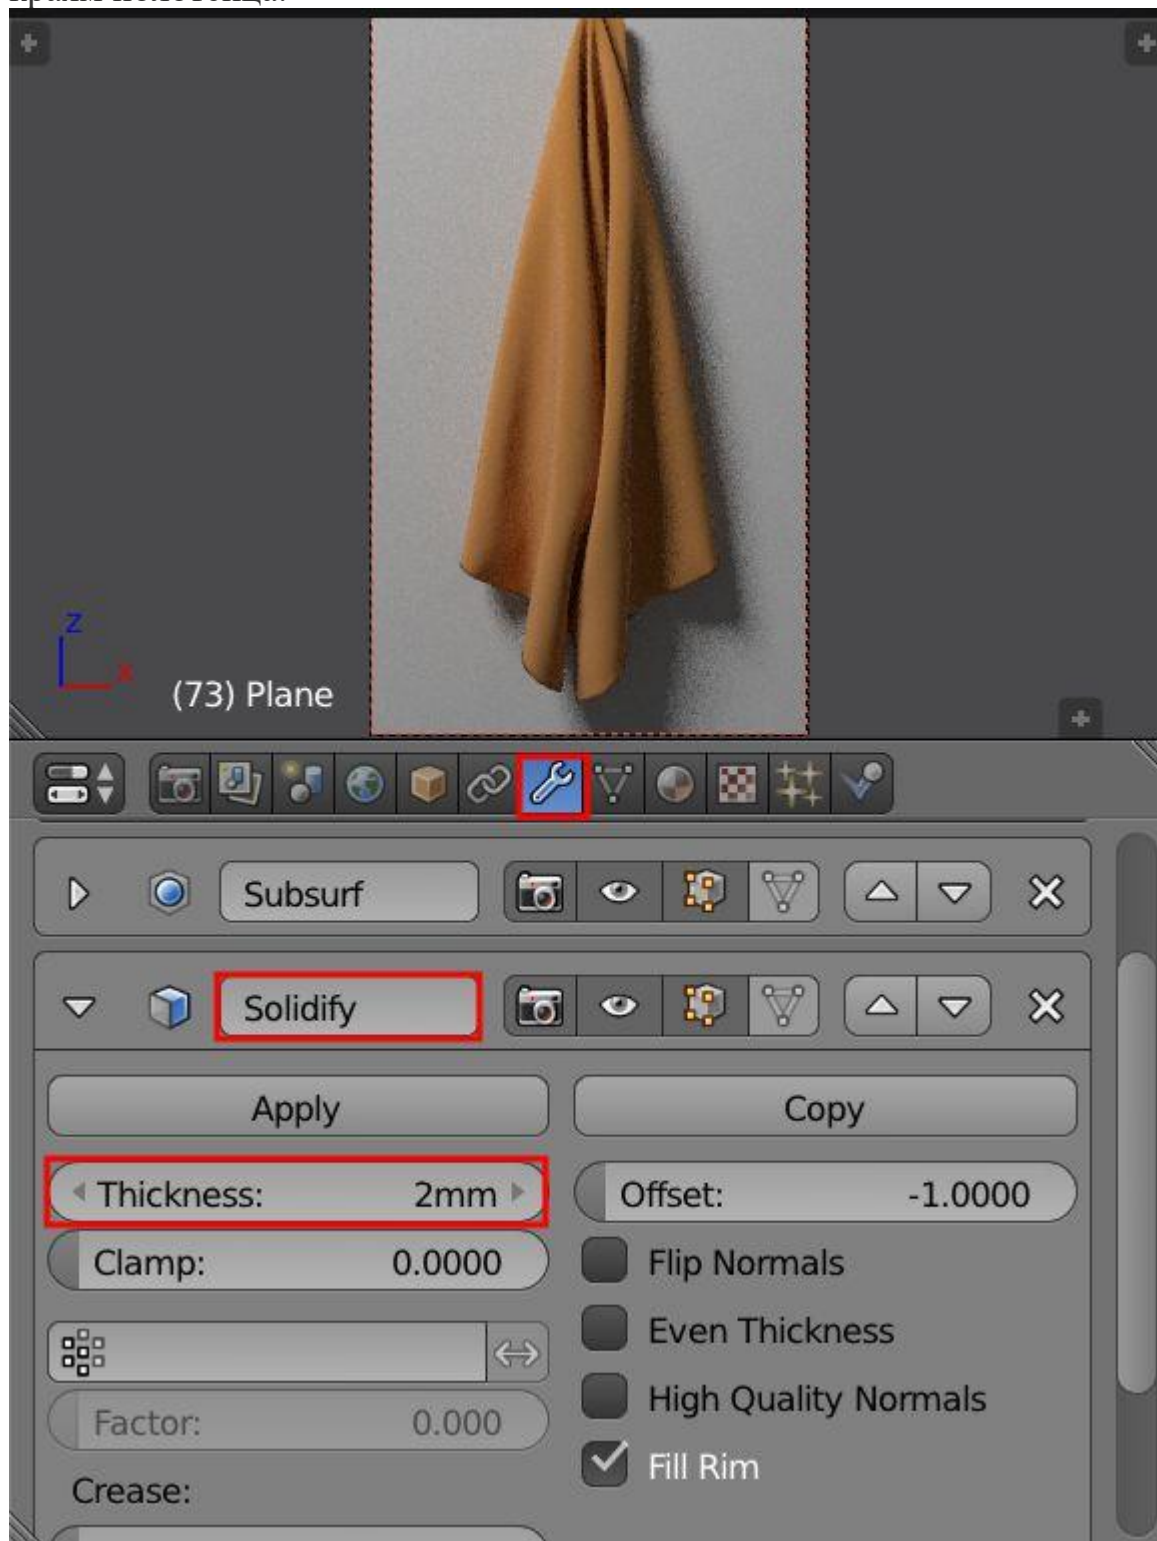 Z
X
(73) Plane
Subsurf
Solidify
Apply
Copy
Thickness: 2mm
Offset: -1.0000
Clamp: 0.0000
Flip Normals
Even Thickness
High Quality Normals
Factor: 0.000
Fill Rim
Crease: